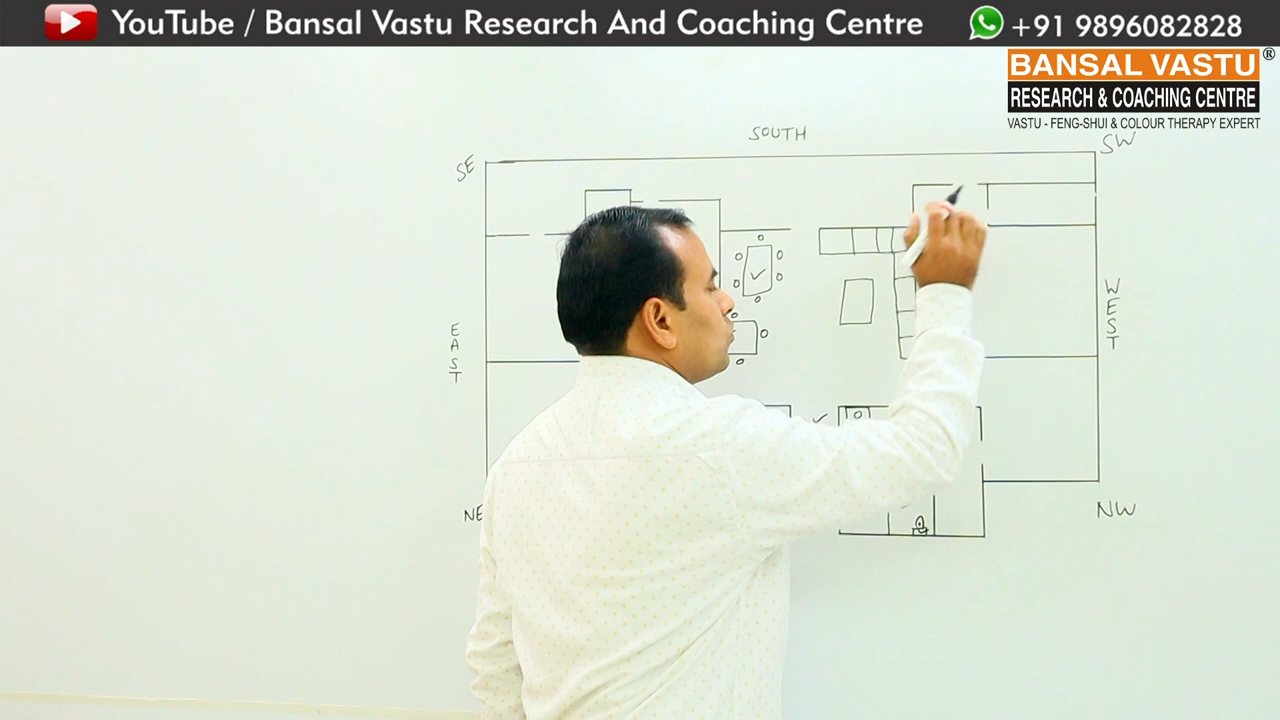 YouTube / Bansal Vastu Research And Coaching Centre
+91 9896082828
BANSAL VASTU®
RESEARCH & COACHING CENTRE
VASTU - FENG-SHUI & COLOUR THERAPY EXPERT
SOUTH
SE
SW
EAST
WEST
NE
NW